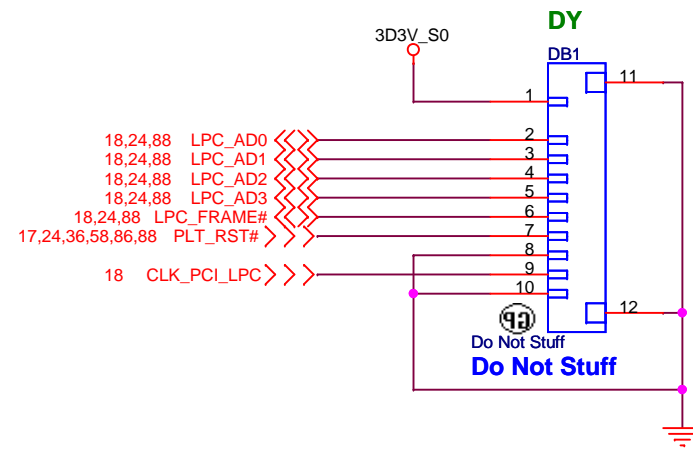 DY
3D3V_S0
DB1
11
1
18,24,88 LPC_AD0 2
18,24,88 LPC_AD1 3
18,24,88 LPC_AD2 4
18,24,88 LPC_AD3 5
18,24,88 LPC_FRAME# 6
17,24,36,58,86,88 PLT_RST# 7
8
18 CLK_PCI_LPC 9
10
12
GP
Do Not Stuff
Do Not Stuff